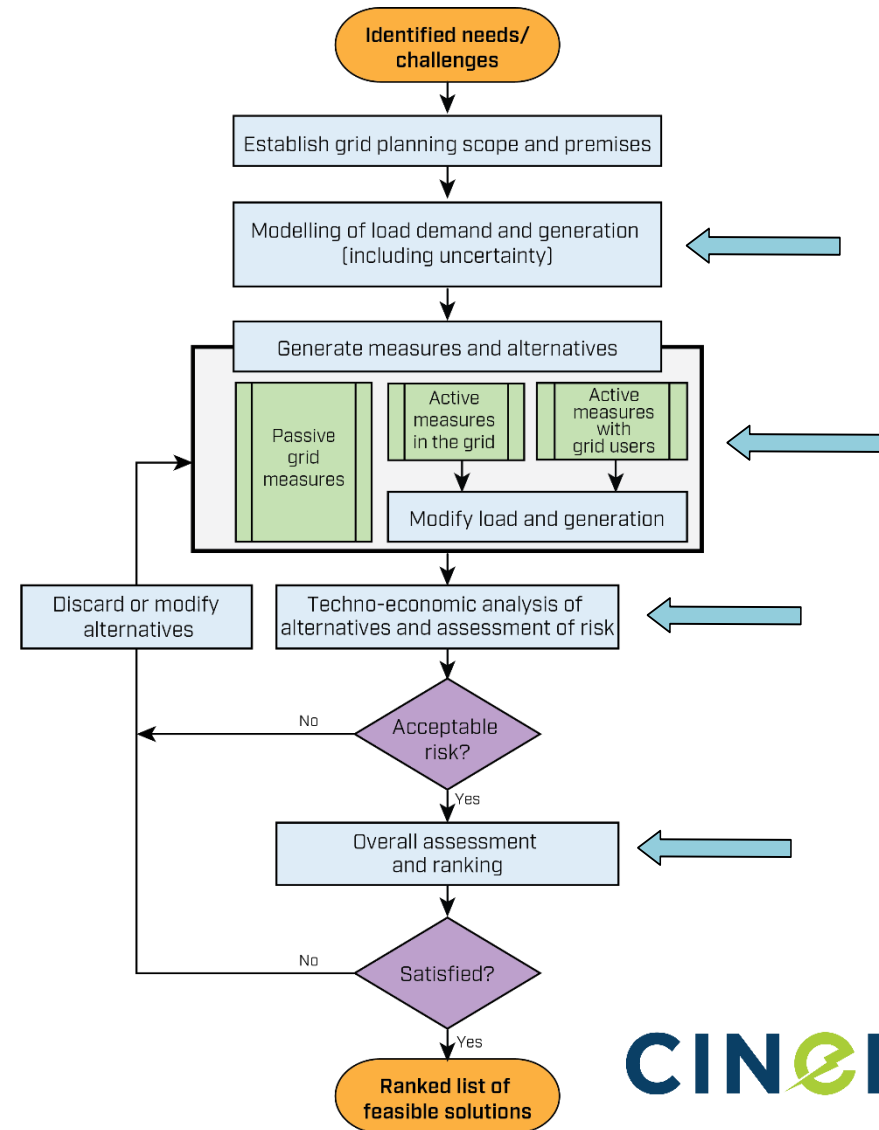 Identified needs/
challenges
Establish grid planning scope and premises
Modelling of load demand and generation
(including uncertainty)
Generate measures and alternatives
Passive
grid
measures
Active
measures
in the grid
Active
measures
with
grid users
Modify load and generation
Discard or modify
alternatives
Techno-economic analysis of
alternatives and assessment of risk
No
Acceptable
risk?
Yes
Overall assessment
and ranking
No
Satisfied?
Yes
Ranked list of
feasible solutions